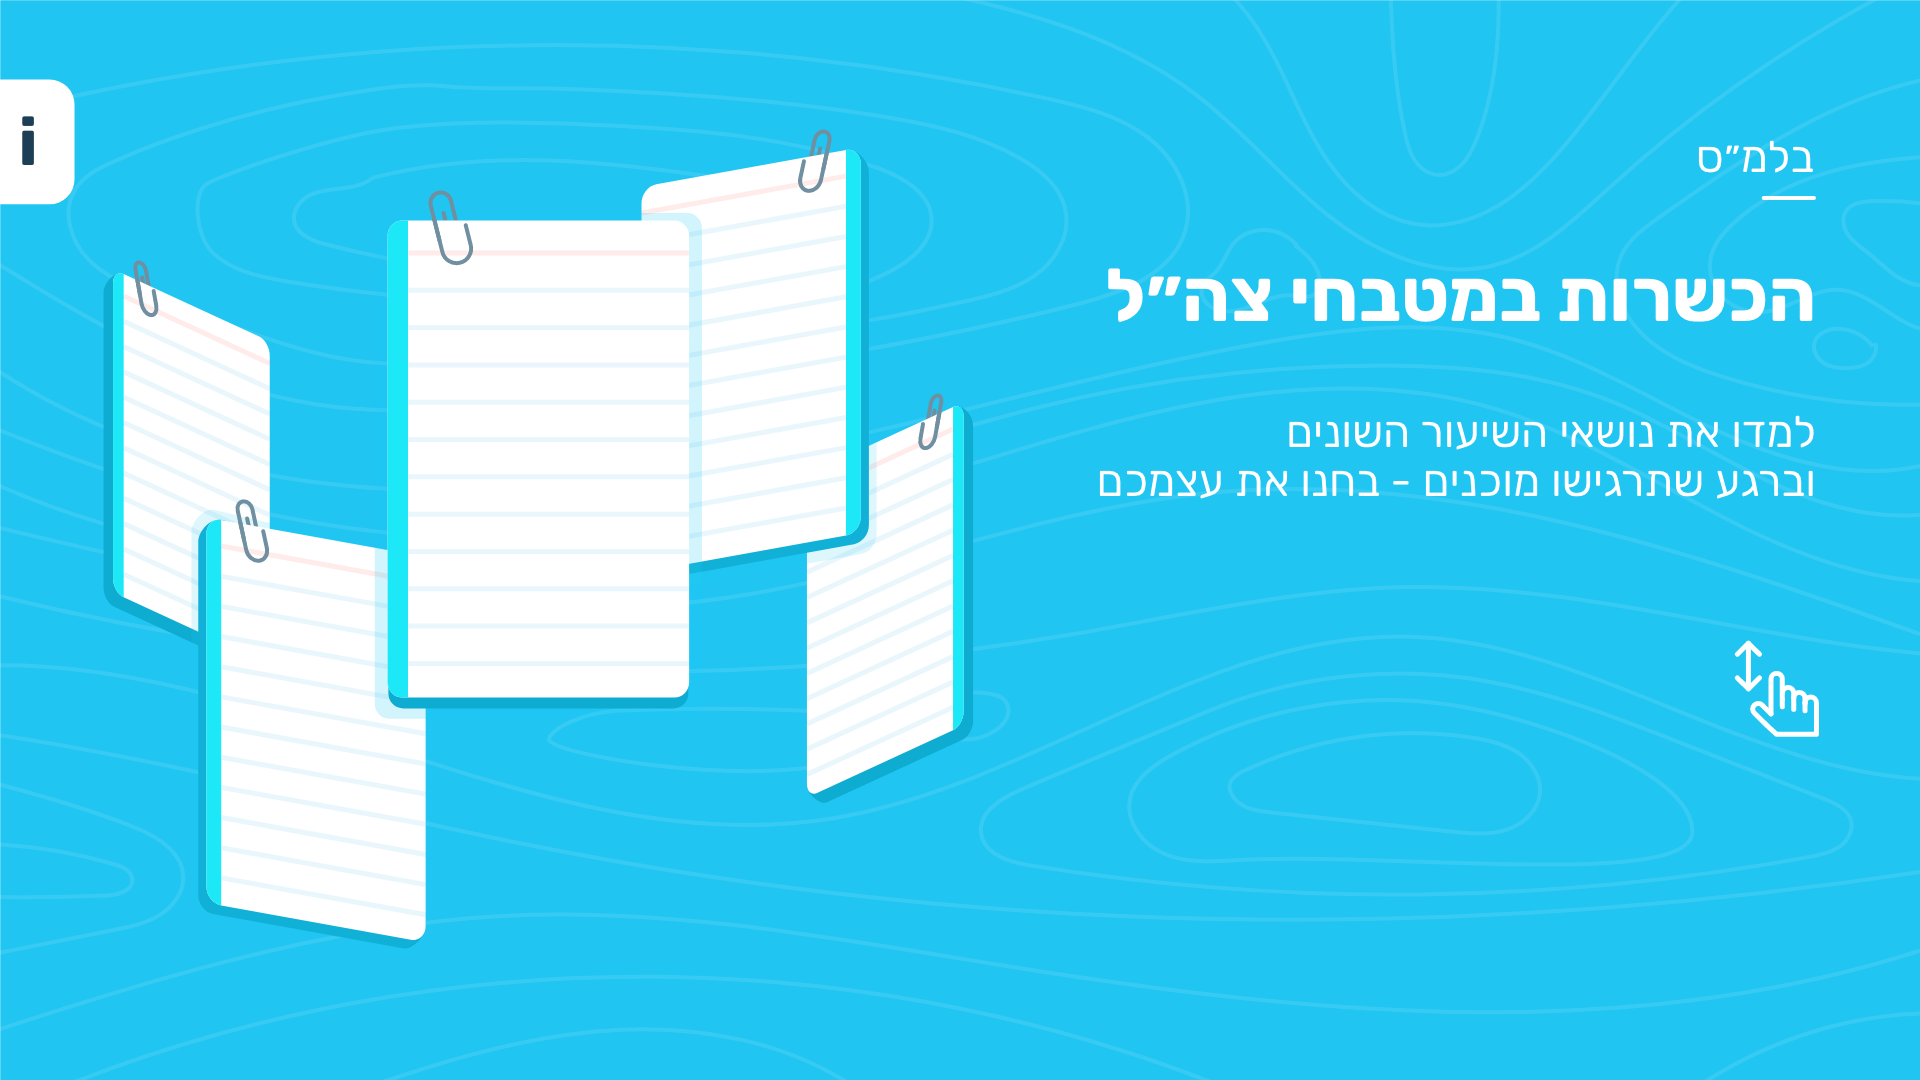 בלמ״ס
הכשרות במטבחי צה״ל
למדו את נושאי השיעור השונים
וברגע שתרגישו מוכנים - בחנו את עצמכם
i